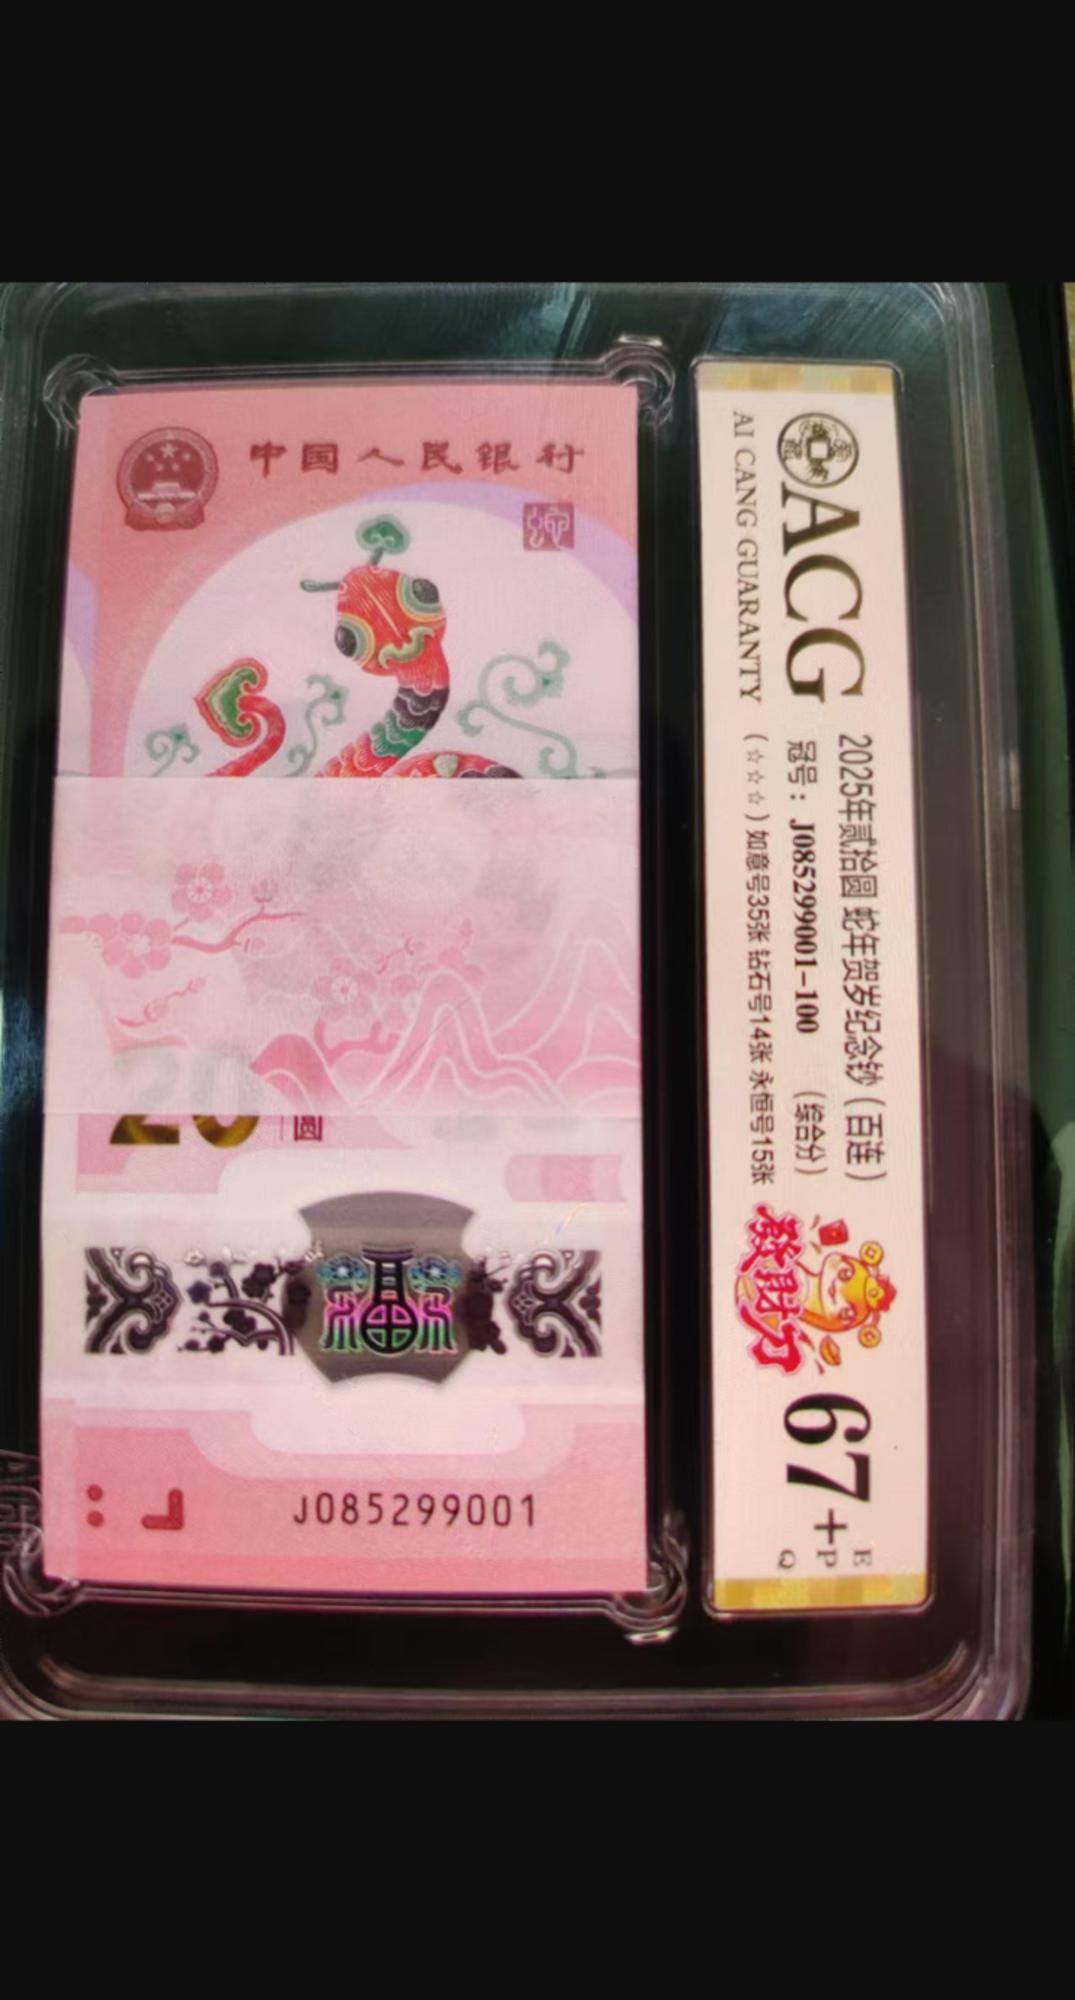 中国人民银行
20
圆
J085299001
ACG
AI CANG GUARANTY
2025年贰拾圆 蛇年贺岁纪念钞（百连）
冠号：J085299001-100 （综合分）
（☆☆☆）如意号35张 钻石号14张 永恒号15张
發财了
67+
E
P
Q